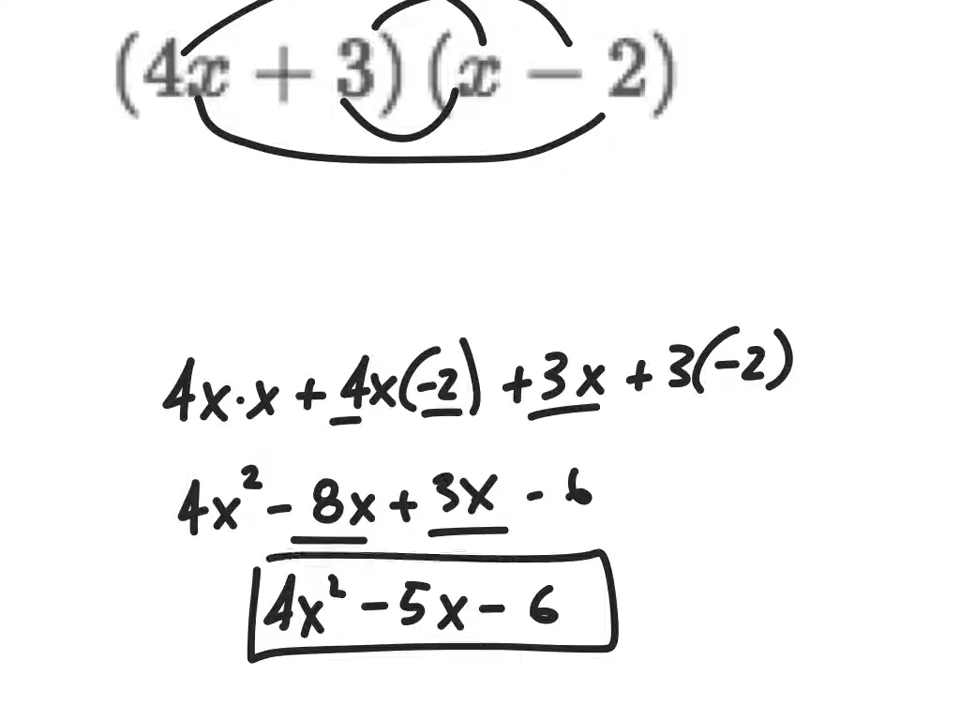 (4x + 3)(x − 2)
4x·x + 4x(-2) + 3x + 3(-2)
4x² - 8x + 3x - 6
4x² - 5x - 6